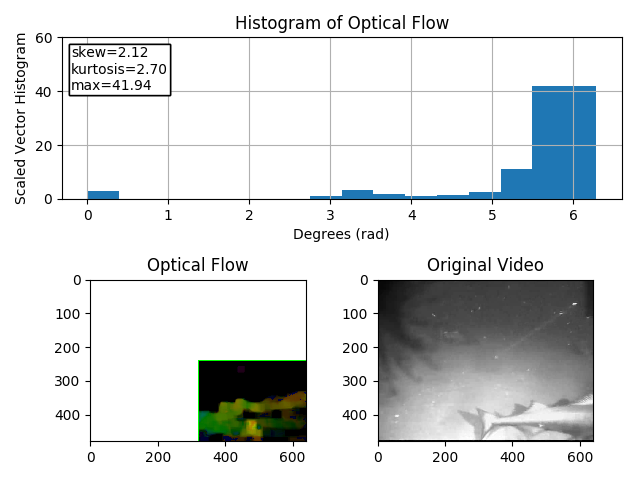 Histogram of Optical Flow
skew=2.12
kurtosis=2.70
max=41.94
Scaled Vector Histogram
60
40
20
0
0 1 2 3 4 5 6
Degrees (rad)
Optical Flow
0
100
200
300
400
0 200 400 600
Original Video
0
100
200
300
400
0 200 400 600